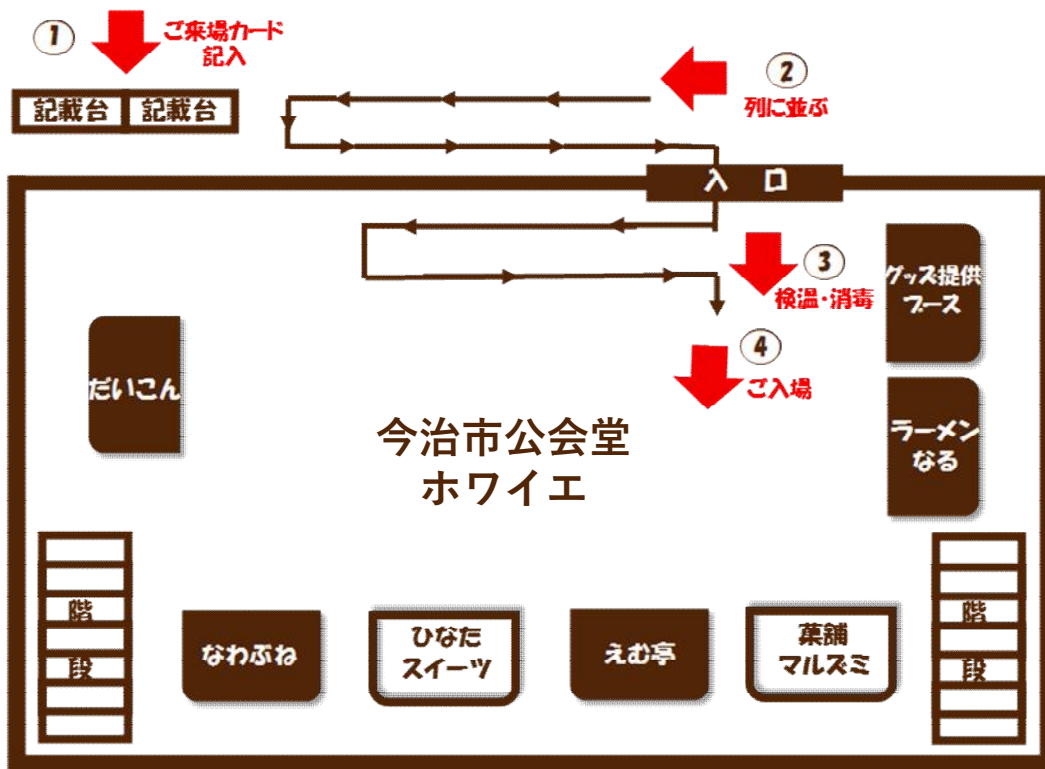 ①
ご来場カード
記入
記載台
記載台
②
列に並ぶ
入 口
③
検温・消毒
グッズ提供
ブース
④
ご入場
だいこん
ラーメン
なる
今治市公会堂
ホワイエ
階
段
なわぶね
ひなた
スイーツ
えむ亭
菓舗
マルズミ
階
段